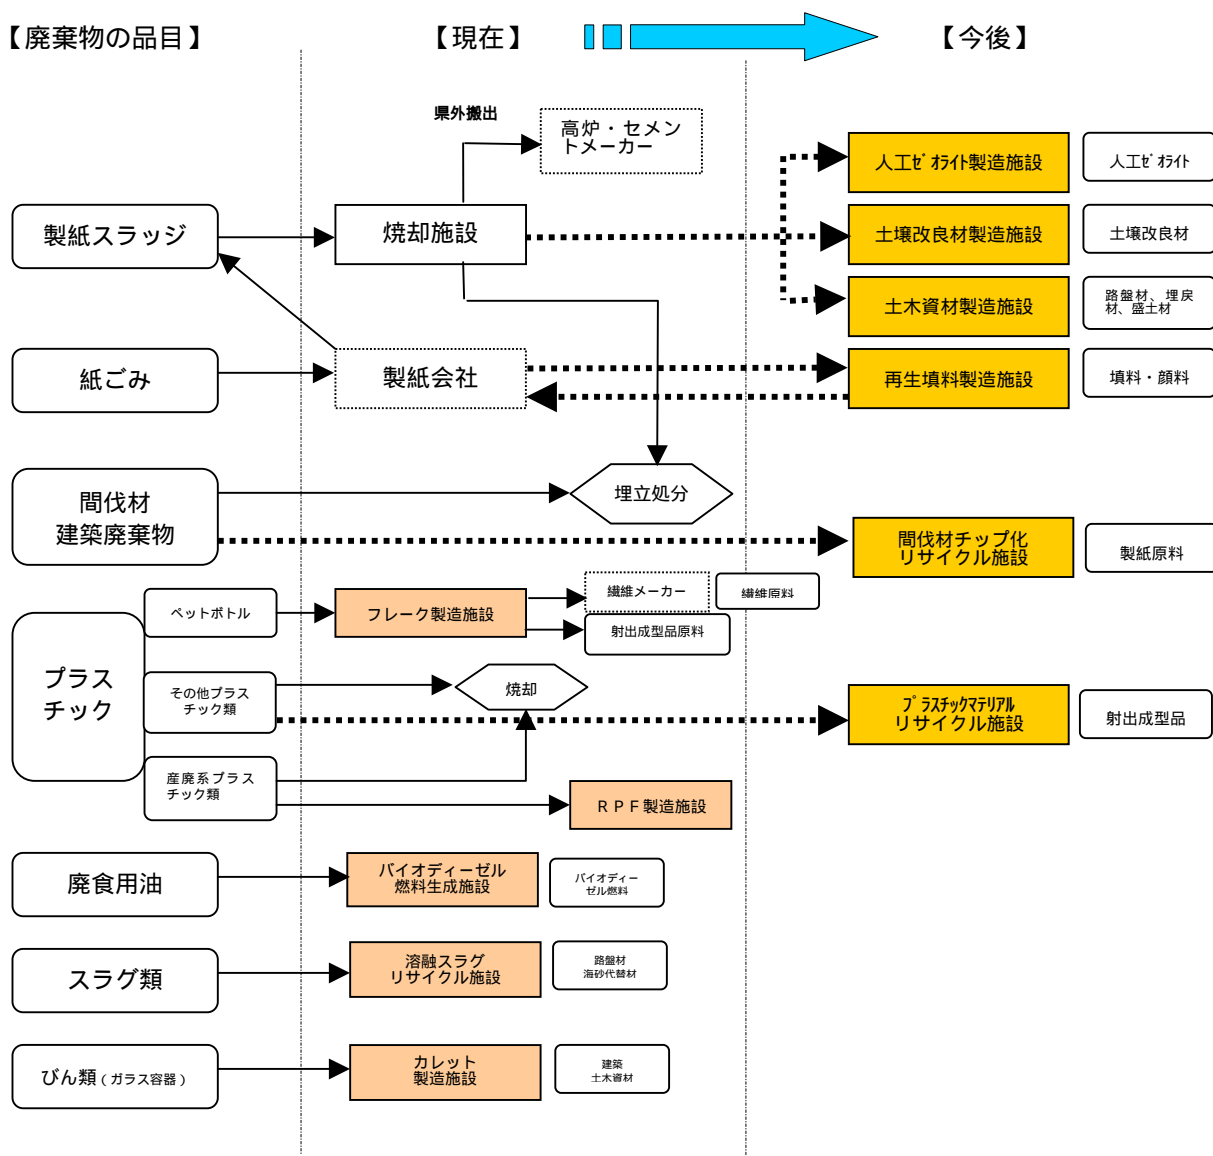 【廃棄物の品目】
【現在】
【今後】
県外搬出
高炉・セメン
トメーカー
人工ｾﾞｵﾗｲﾄ製造施設
人工ｾﾞｵﾗｲﾄ
製紙スラッジ
焼却施設
土壌改良材製造施設
土壌改良材
土木資材製造施設
路盤材、埋戻
材、盛土材
紙ごみ
製紙会社
再生填料製造施設
填料・顔料
間伐材
建築廃棄物
埋立処分
間伐材チップ化
リサイクル施設
製紙原料
プラス
チック
ペットボトル
フレーク製造施設
繊維メーカー
繊維原料
射出成型品原料
その他プラス
チック類
焼却
ﾌﾟﾗｽﾁｯｸﾏﾃﾘｱﾙ
リサイクル施設
射出成型品
産廃系プラス
チック類
ＲＰＦ製造施設
廃食用油
バイオディーゼル
燃料生成施設
バイオディー
ゼル燃料
スラグ類
溶融スラグ
リサイクル施設
路盤材
海砂代替材
びん類（ガラス容器）
カレット
製造施設
建築
土木資材